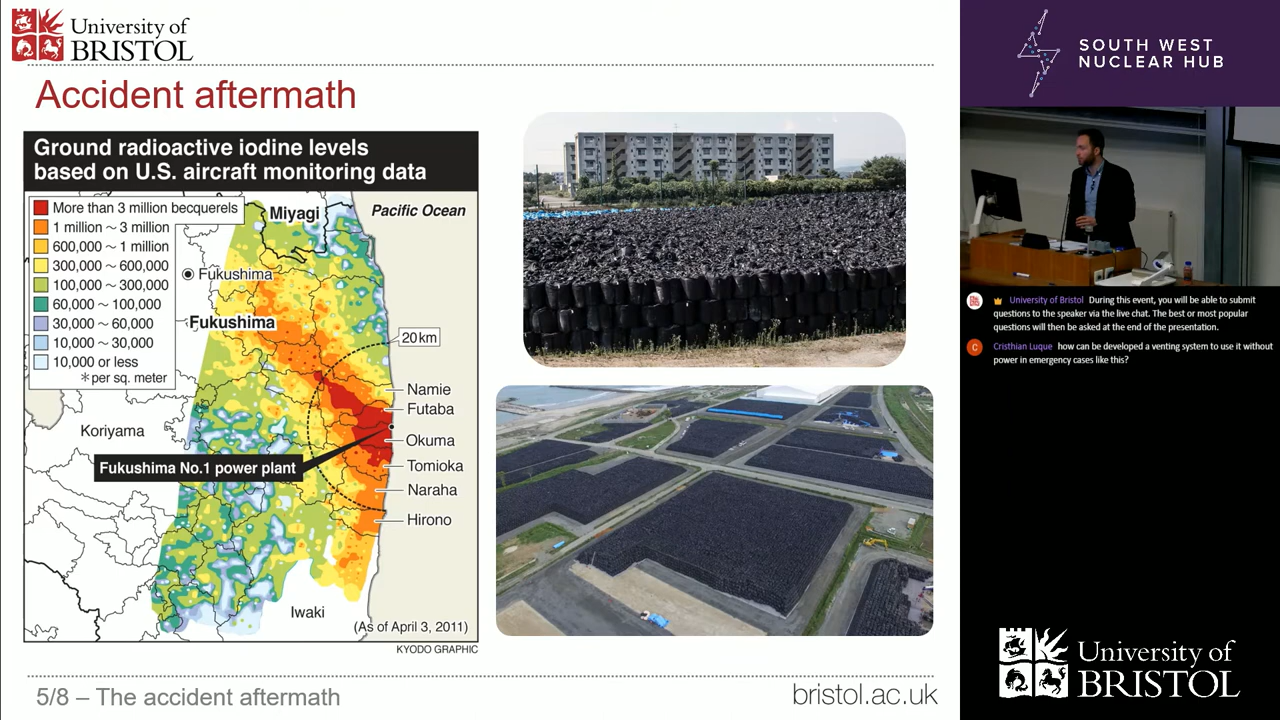 University of
BRISTOL
Accident aftermath
Ground radioactive iodine levels
based on U.S. aircraft monitoring data
More than 3 million becquerels
1 million ~ 3 million
600,000 ~ 1 million
300,000 ~ 600,000
100,000 ~ 300,000
60,000 ~ 100,000
30,000 ~ 60,000
10,000 ~ 30,000
10,000 or less
* per sq. meter
Miyagi
Pacific Ocean
Fukushima
Fukushima
20 km
Namie
Futaba
Koriyama
Okuma
Fukushima No.1 power plant
Tomioka
Naraha
Hirono
Iwaki
(As of April 3, 2011)
KYODO GRAPHIC
5/8 – The accident aftermath
bristol.ac.uk
SOUTH WEST
NUCLEAR HUB
University of Bristol During this event, you will be able to submit
questions to the speaker via the live chat. The best or most popular
questions will then be asked at the end of the presentation.
C
Cristhian Luque how can be developed a venting system to use it without
power in emergency cases like this?
University of
BRISTOL